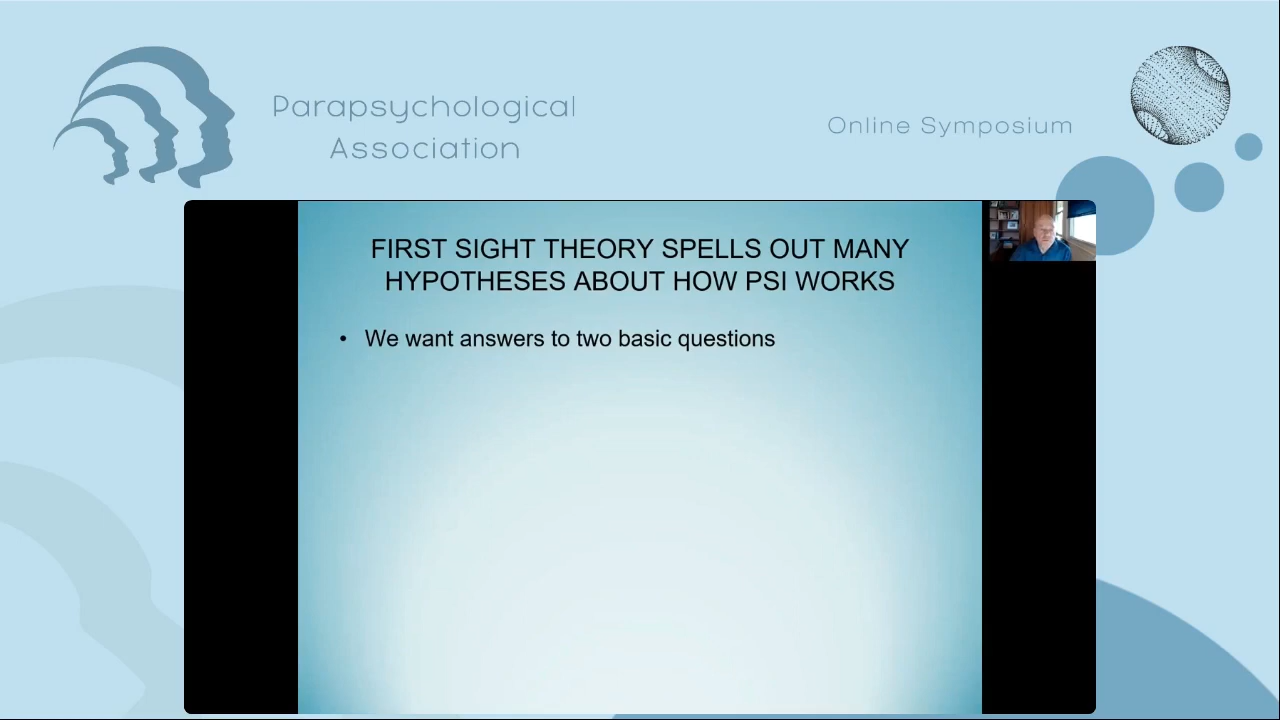 Parapsychological
Association
Online Symposium
FIRST SIGHT THEORY SPELLS OUT MANY
HYPOTHESES ABOUT HOW PSI WORKS
• We want answers to two basic questions